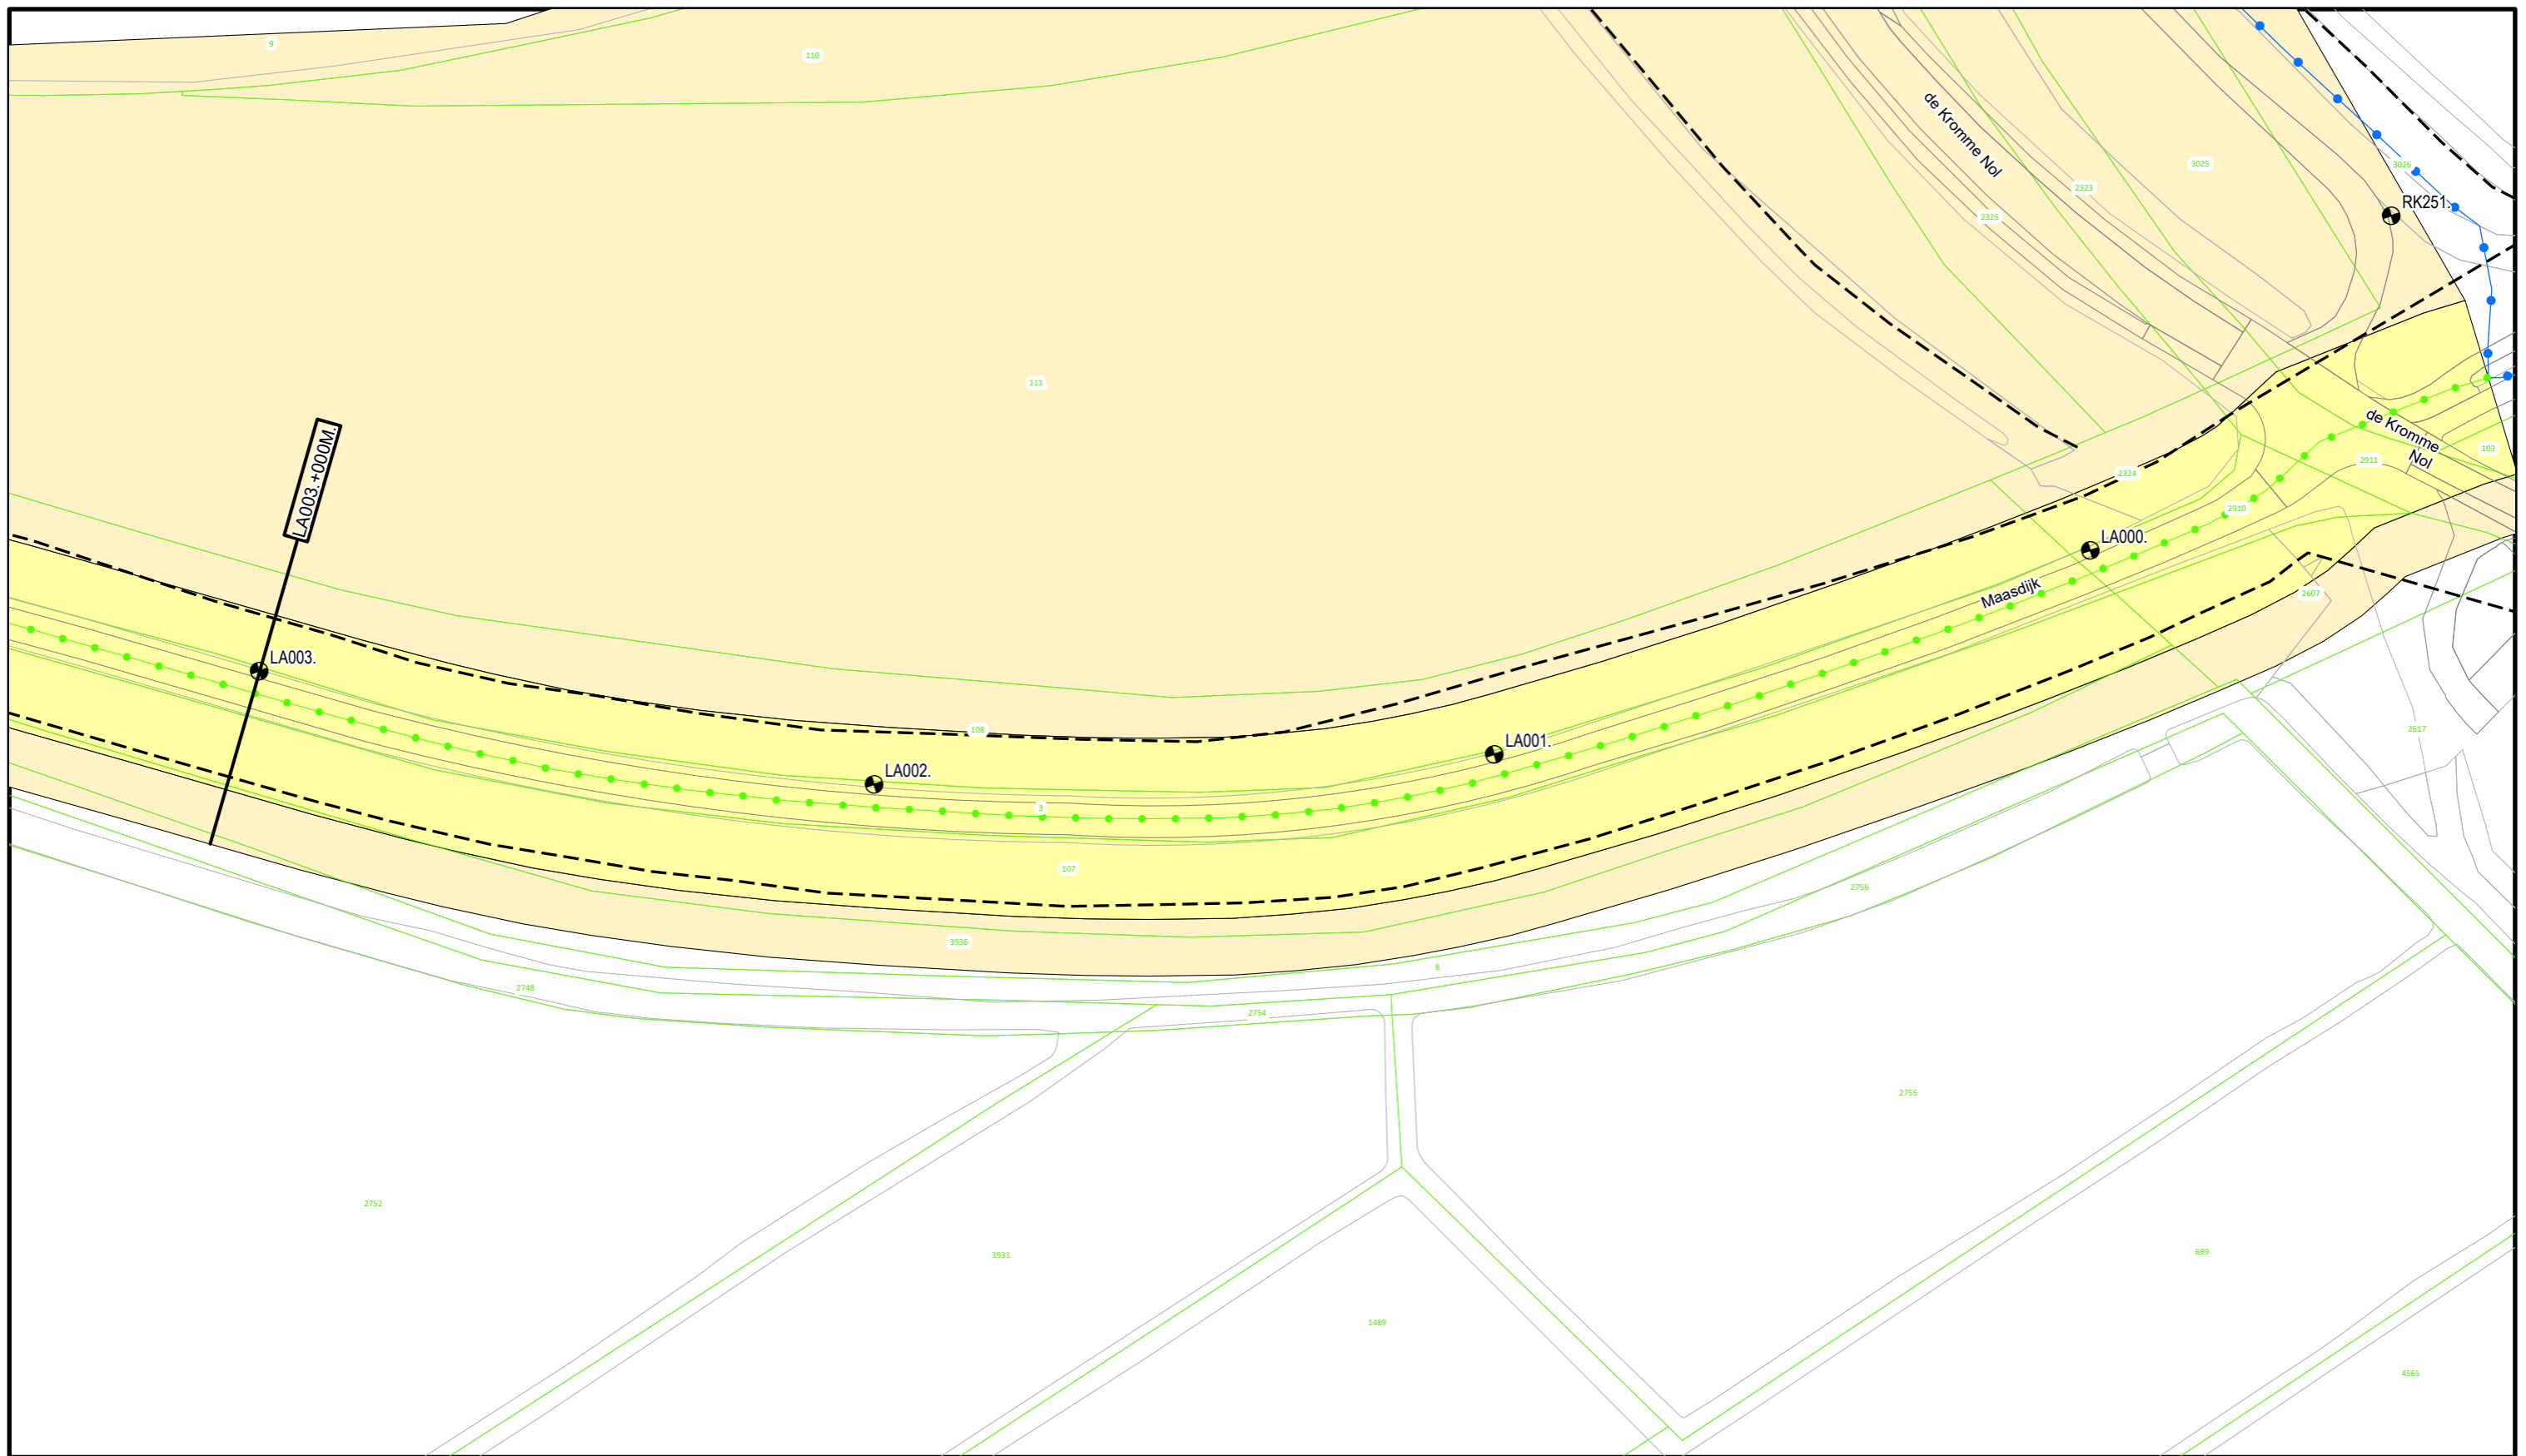 9
110
de Kromme Nol
3025
3026
2323
RK251.
2325
111
LA003.+000M.
de Kromme
Nol
103
2911
2324
2910
LA000.
Maasdijk
2607
LA003.
108
LA001.
2617
LA002.
3
107
2756
3936
8
2748
2754
2755
2752
3931
689
1489
4565